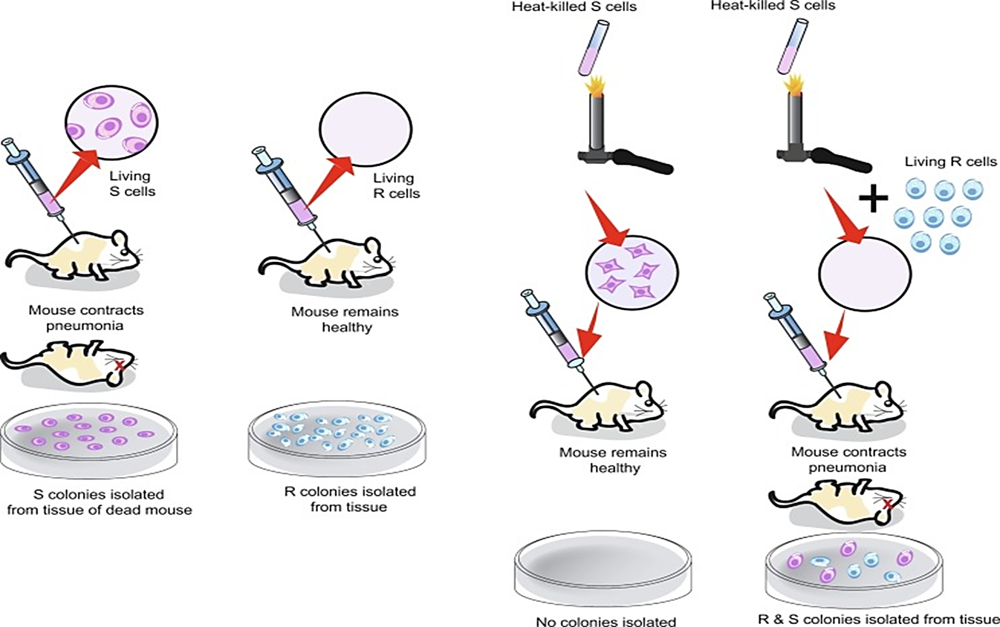 Heat-killed S cells
Heat-killed S cells
Living
S cells
Living
R cells
Living R cells
+
Mouse contracts
pneumonia
Mouse remains
healthy
Mouse remains
healthy
Mouse contracts
pneumonia
S colonies isolated
from tissue of dead mouse
R colonies isolated
from tissue
No colonies isolated
R & S colonies isolated from tissue